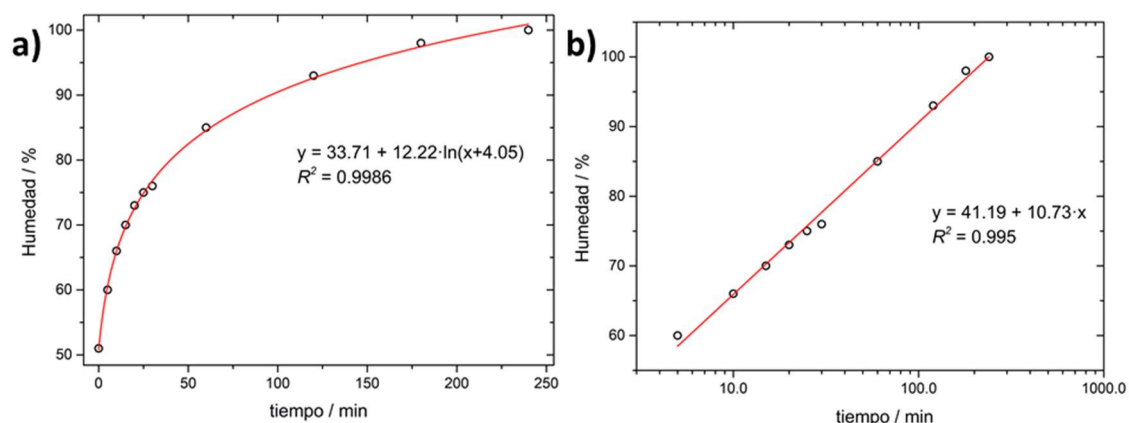 a)
Humedad / %
100
90
80
70
60
50
y = 33.71 + 12.22·ln(x+4.05)
R² = 0.9986
0
50
100
150
200
250
tiempo / min
b)
Humedad / %
100
90
80
70
60
y = 41.19 + 10.73·x
R² = 0.995
10.0
100.0
1000.0
tiempo / min